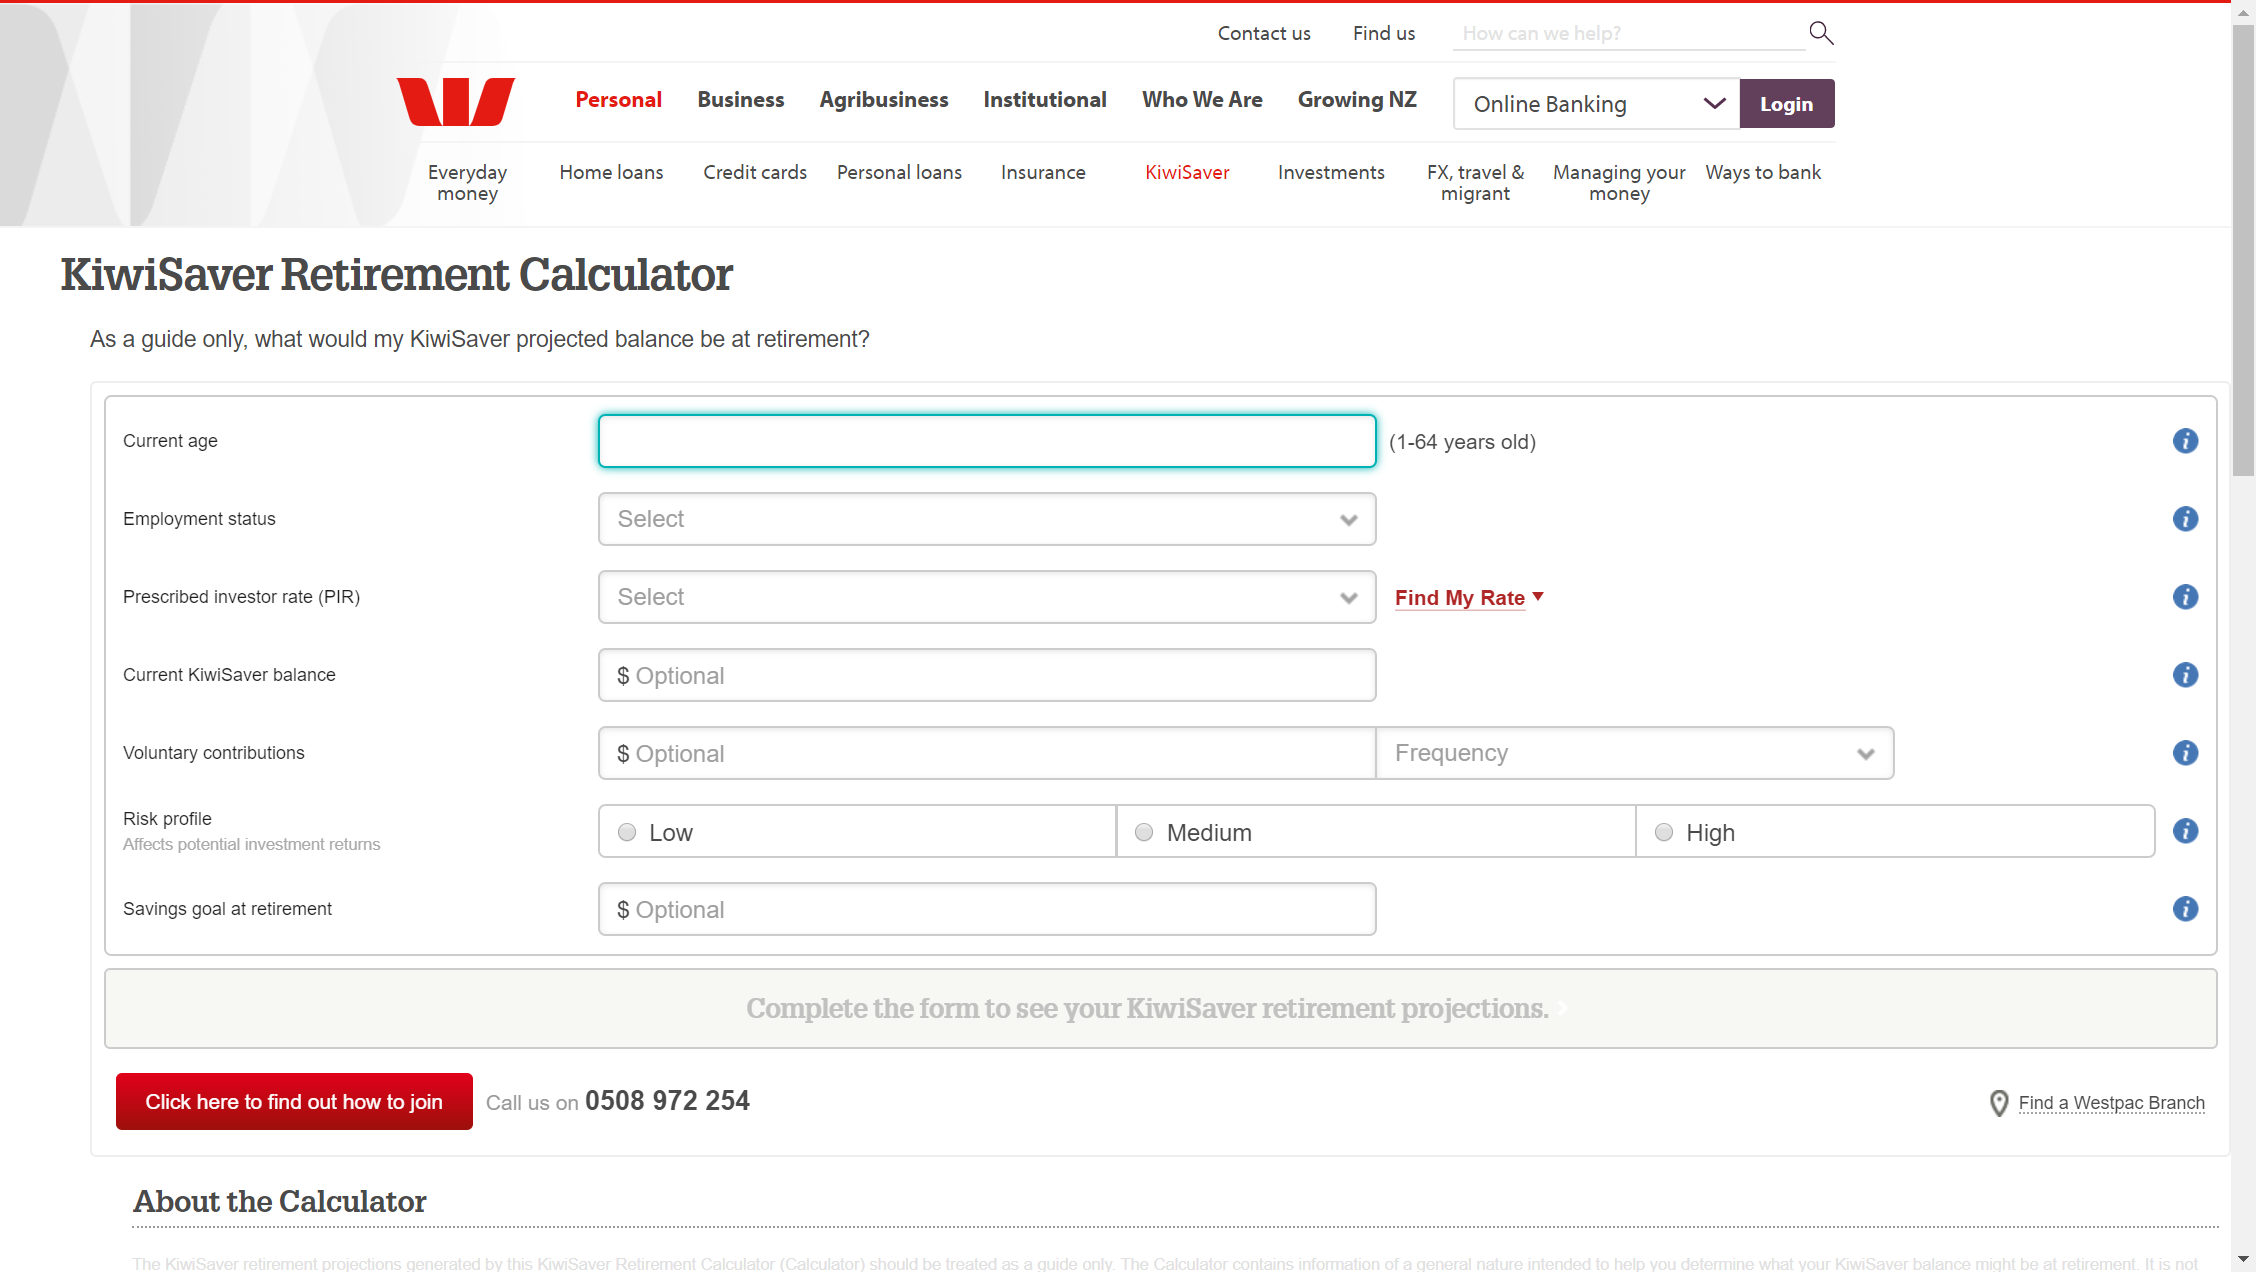 Contact us Find us How can we help?
Personal Business Agribusiness Institutional Who We Are Growing NZ Online Banking Login
Everyday money Home loans Credit cards Personal loans Insurance KiwiSaver Investments FX, travel & migrant Managing your money Ways to bank
KiwiSaver Retirement Calculator
As a guide only, what would my KiwiSaver projected balance be at retirement?
Current age (1-64 years old)
Employment status Select
Prescribed investor rate (PIR) Select Find My Rate
Current KiwiSaver balance $ Optional
Voluntary contributions $ Optional Frequency
Risk profile Low Medium High
Affects potential investment returns
Savings goal at retirement $ Optional
Complete the form to see your KiwiSaver retirement projections.
Click here to find out how to join Call us on 0508 972 254 Find a Westpac Branch
About the Calculator
The KiwiSaver retirement projections generated by this KiwiSaver Retirement Calculator (Calculator) should be treated as a guide only. The Calculator contains information of a general nature intended to help you determine what your KiwiSaver balance might be at retirement. It is not